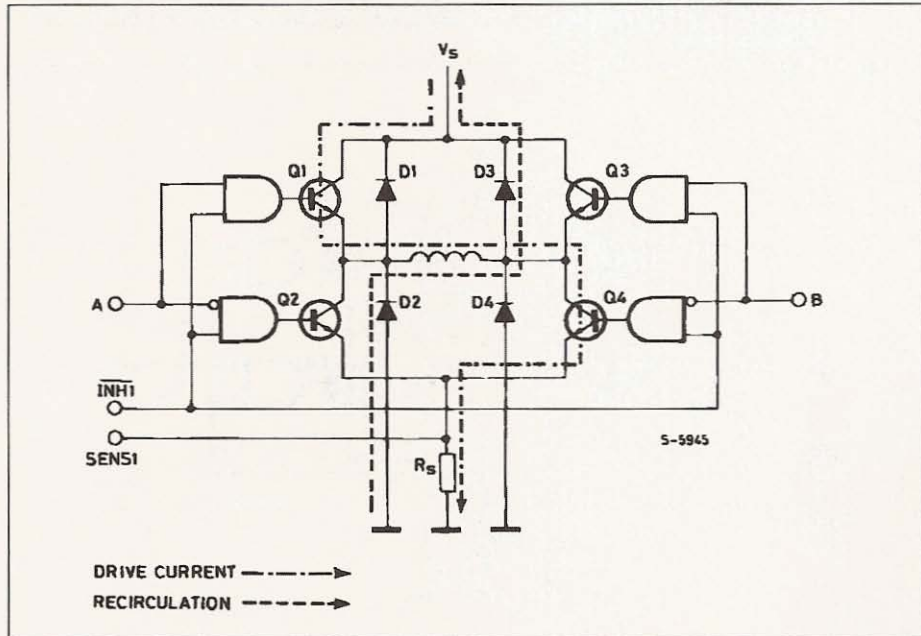 Vs
Q1
D1
D3
Q3
A
Q2
D2
D4
Q4
B
INH1
SENS1
Rs
S-5945
DRIVE CURRENT
RECIRCULATION